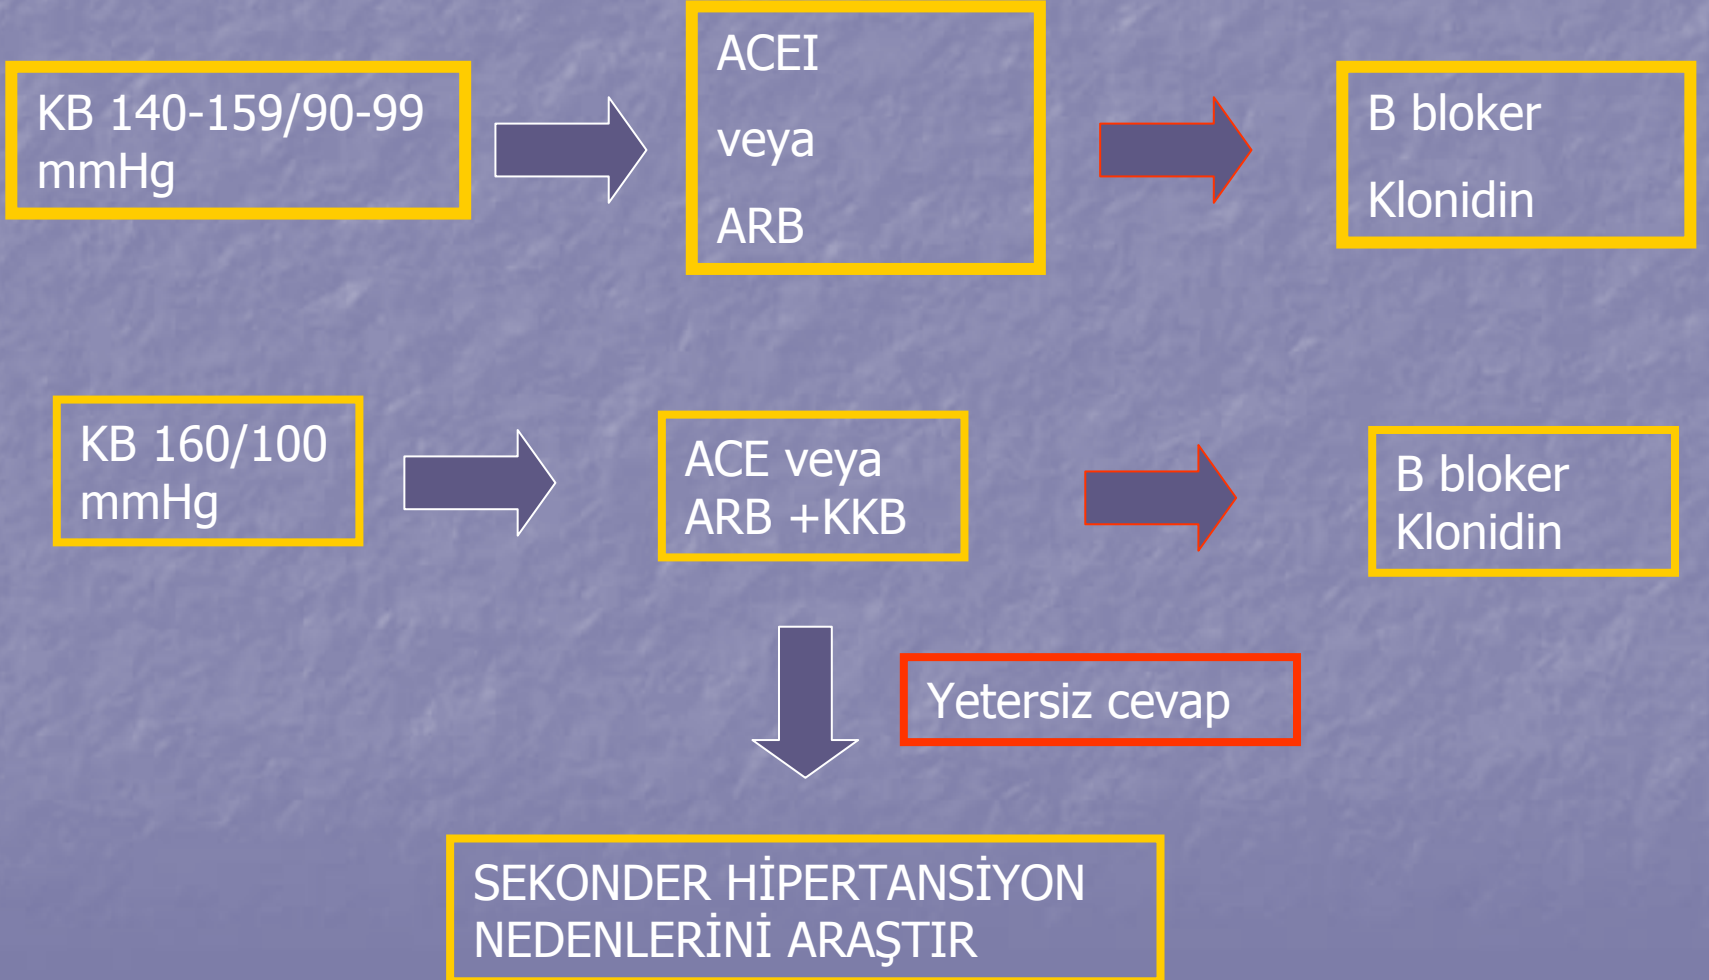 KB 140-159/90-99
mmHg
ACEI
veya
ARB
B bloker
Klonidin
KB 160/100
mmHg
ACE veya
ARB +KKB
B bloker
Klonidin
Yetersiz cevap
SEKONDER HİPERTANSİYON
NEDENLERİNİ ARAŞTIR